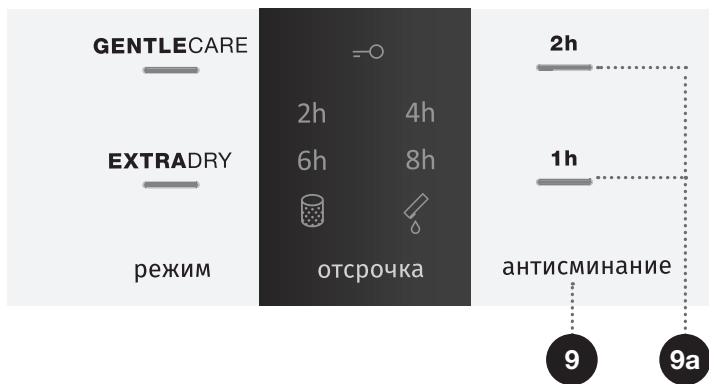 GENTLECARE
2h
2h 4h
EXTRADRY
6h 8h
1h
режим
отсрочка
антисминание
9
9a